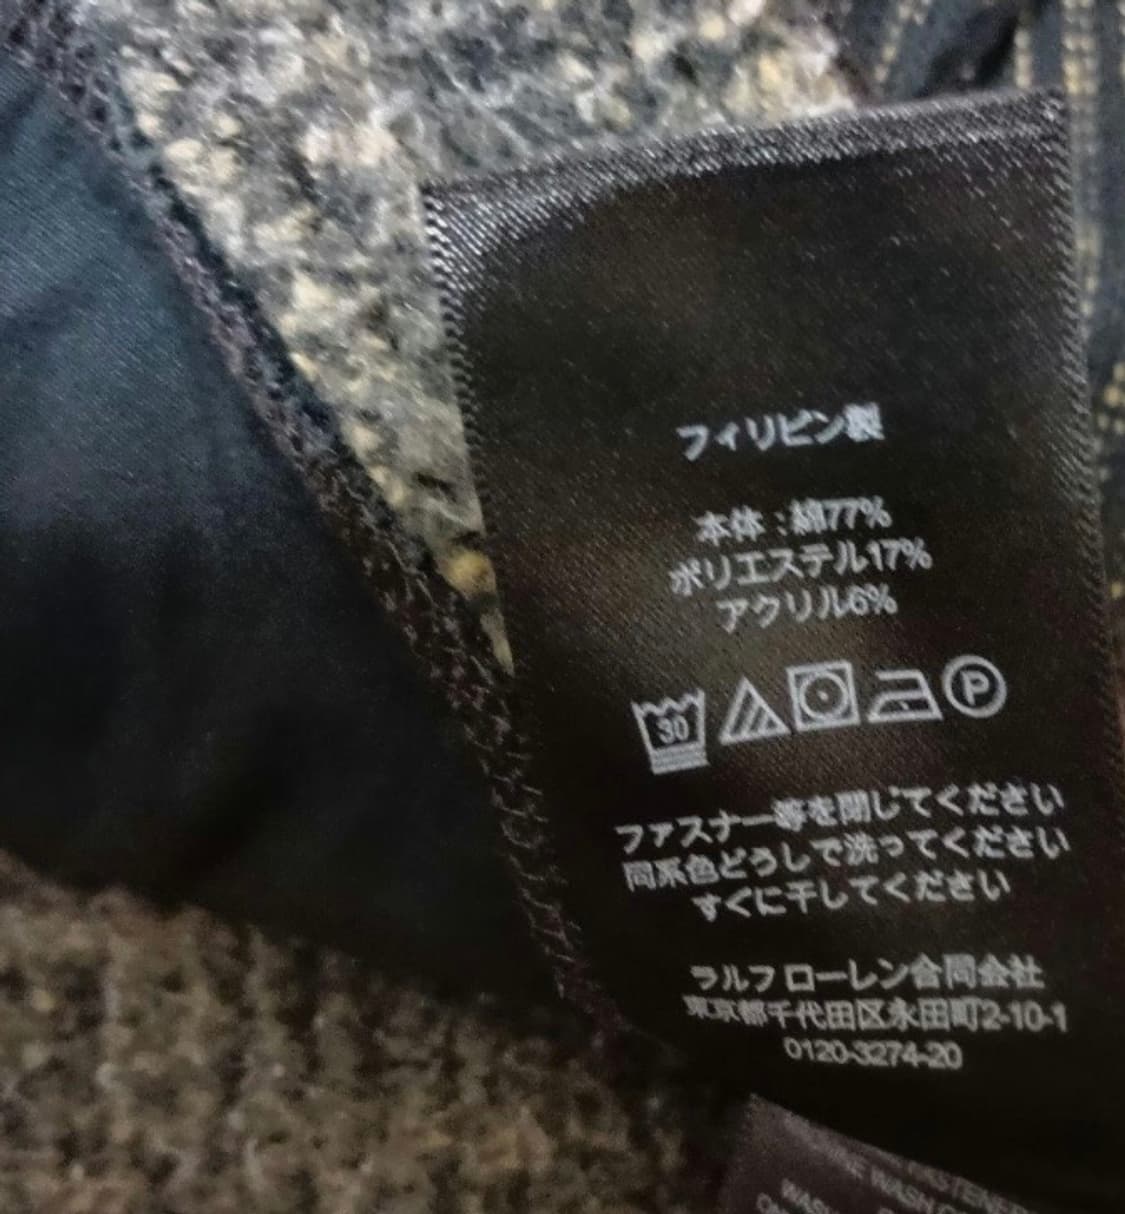 フィリピン製
本体：綿77%
ポリエステル17%
アクリル6%
30
P
ファスナー等を閉じてください
同系色どうしで洗ってください
すぐに干してください
ラルフ ローレン合同会社
東京都千代田区永田町2-10-1
0120-3274-20
WASH